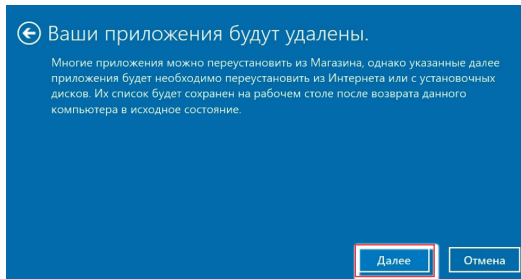 Ваши приложения будут удалены.
Многие приложения можно переустановить из Магазина, однако указанные далее
приложения будет необходимо переустановить из Интернета или с установочных
дисков. Их список будет сохранен на рабочем столе после возврата данного
компьютера в исходное состояние.
Далее
Отмена